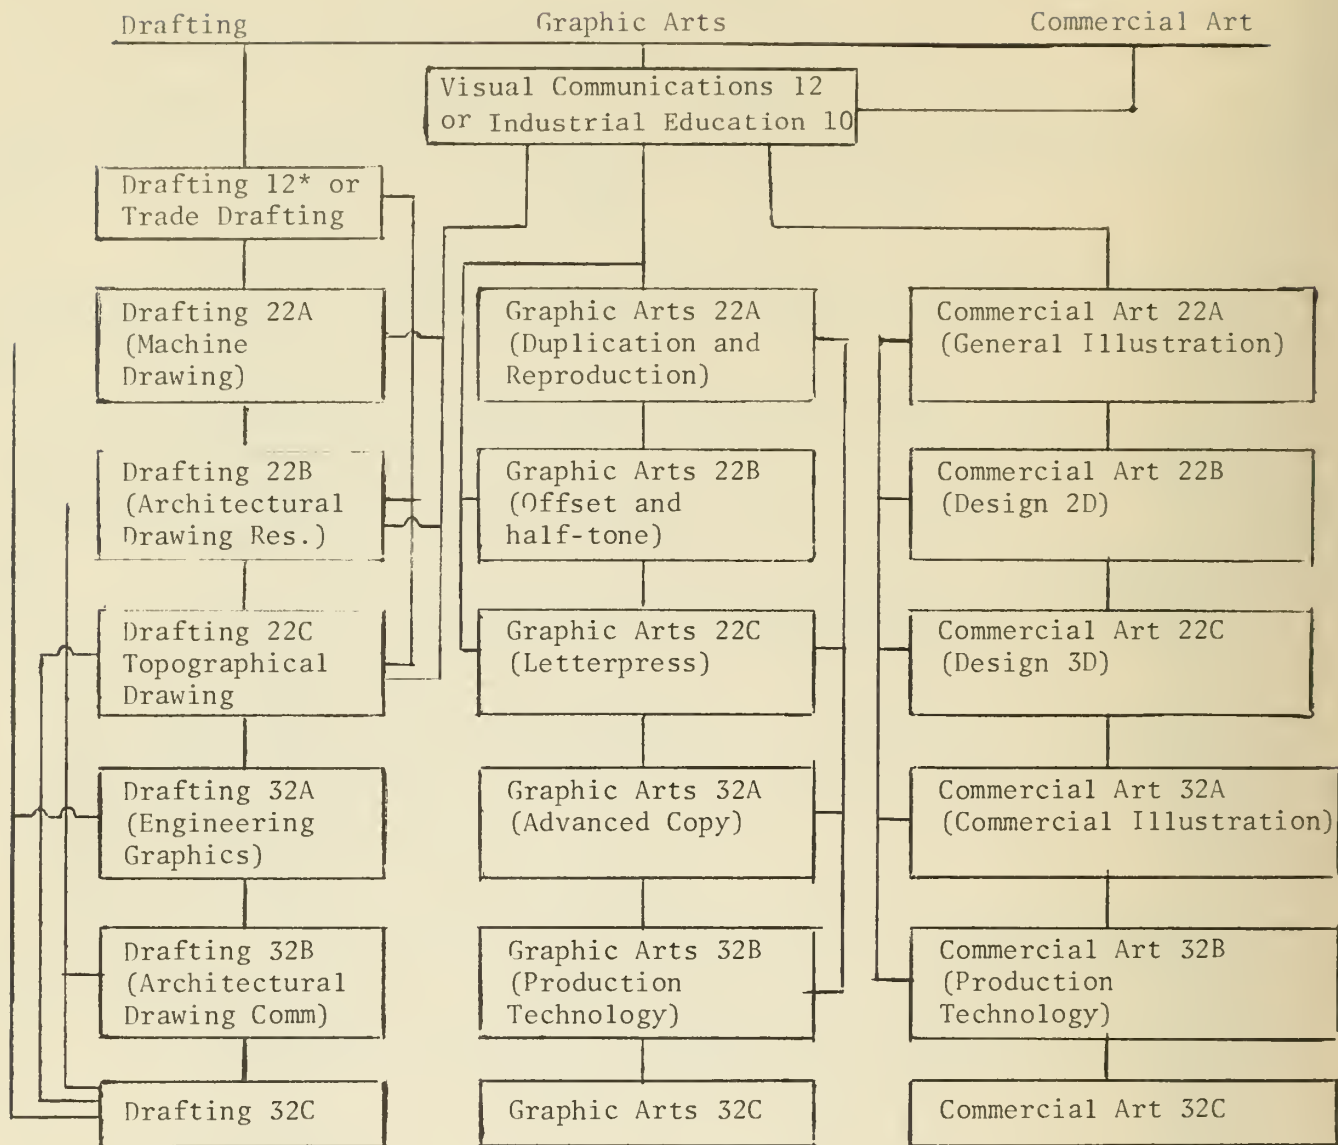 Drafting Graphic Arts Commercial Art
Visual Communications 12
or Industrial Education 10
Drafting 12* or
Trade Drafting
Drafting 22A
(Machine
Drawing)
Graphic Arts 22A
(Duplication and
Reproduction)
Commercial Art 22A
(General Illustration)
Drafting 22B
(Architectural
Drawing Res.)
Graphic Arts 22B
(Offset and
half-tone)
Commercial Art 22B
(Design 2D)
Drafting 22C
Topographical
Drawing
Graphic Arts 22C
(Letterpress)
Commercial Art 22C
(Design 3D)
Drafting 32A
(Engineering
Graphics)
Graphic Arts 32A
(Advanced Copy)
Commercial Art 32A
(Commercial Illustration)
Drafting 32B
(Architectural
Drawing Comm)
Graphic Arts 32B
(Production
Technology)
Commercial Art 32B
(Production
Technology)
Drafting 32C
Graphic Arts 32C
Commercial Art 32C